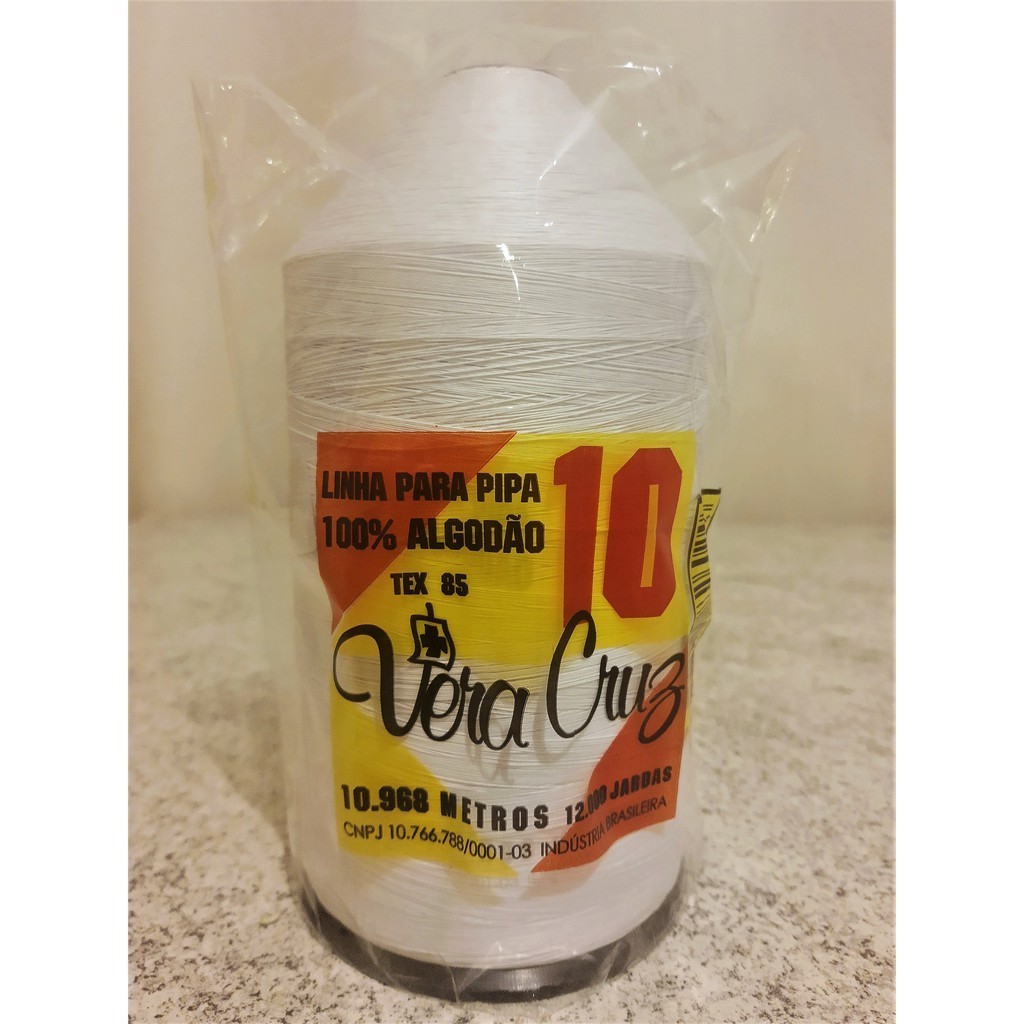 LINHA PARA PIPA
100% ALGODÃO
10
TEX 85
Vera Cruz
10.968 METROS 12.000 JARDAS
CNPJ 10.766.788/0001-03 INDÚSTRIA BRASILEIRA